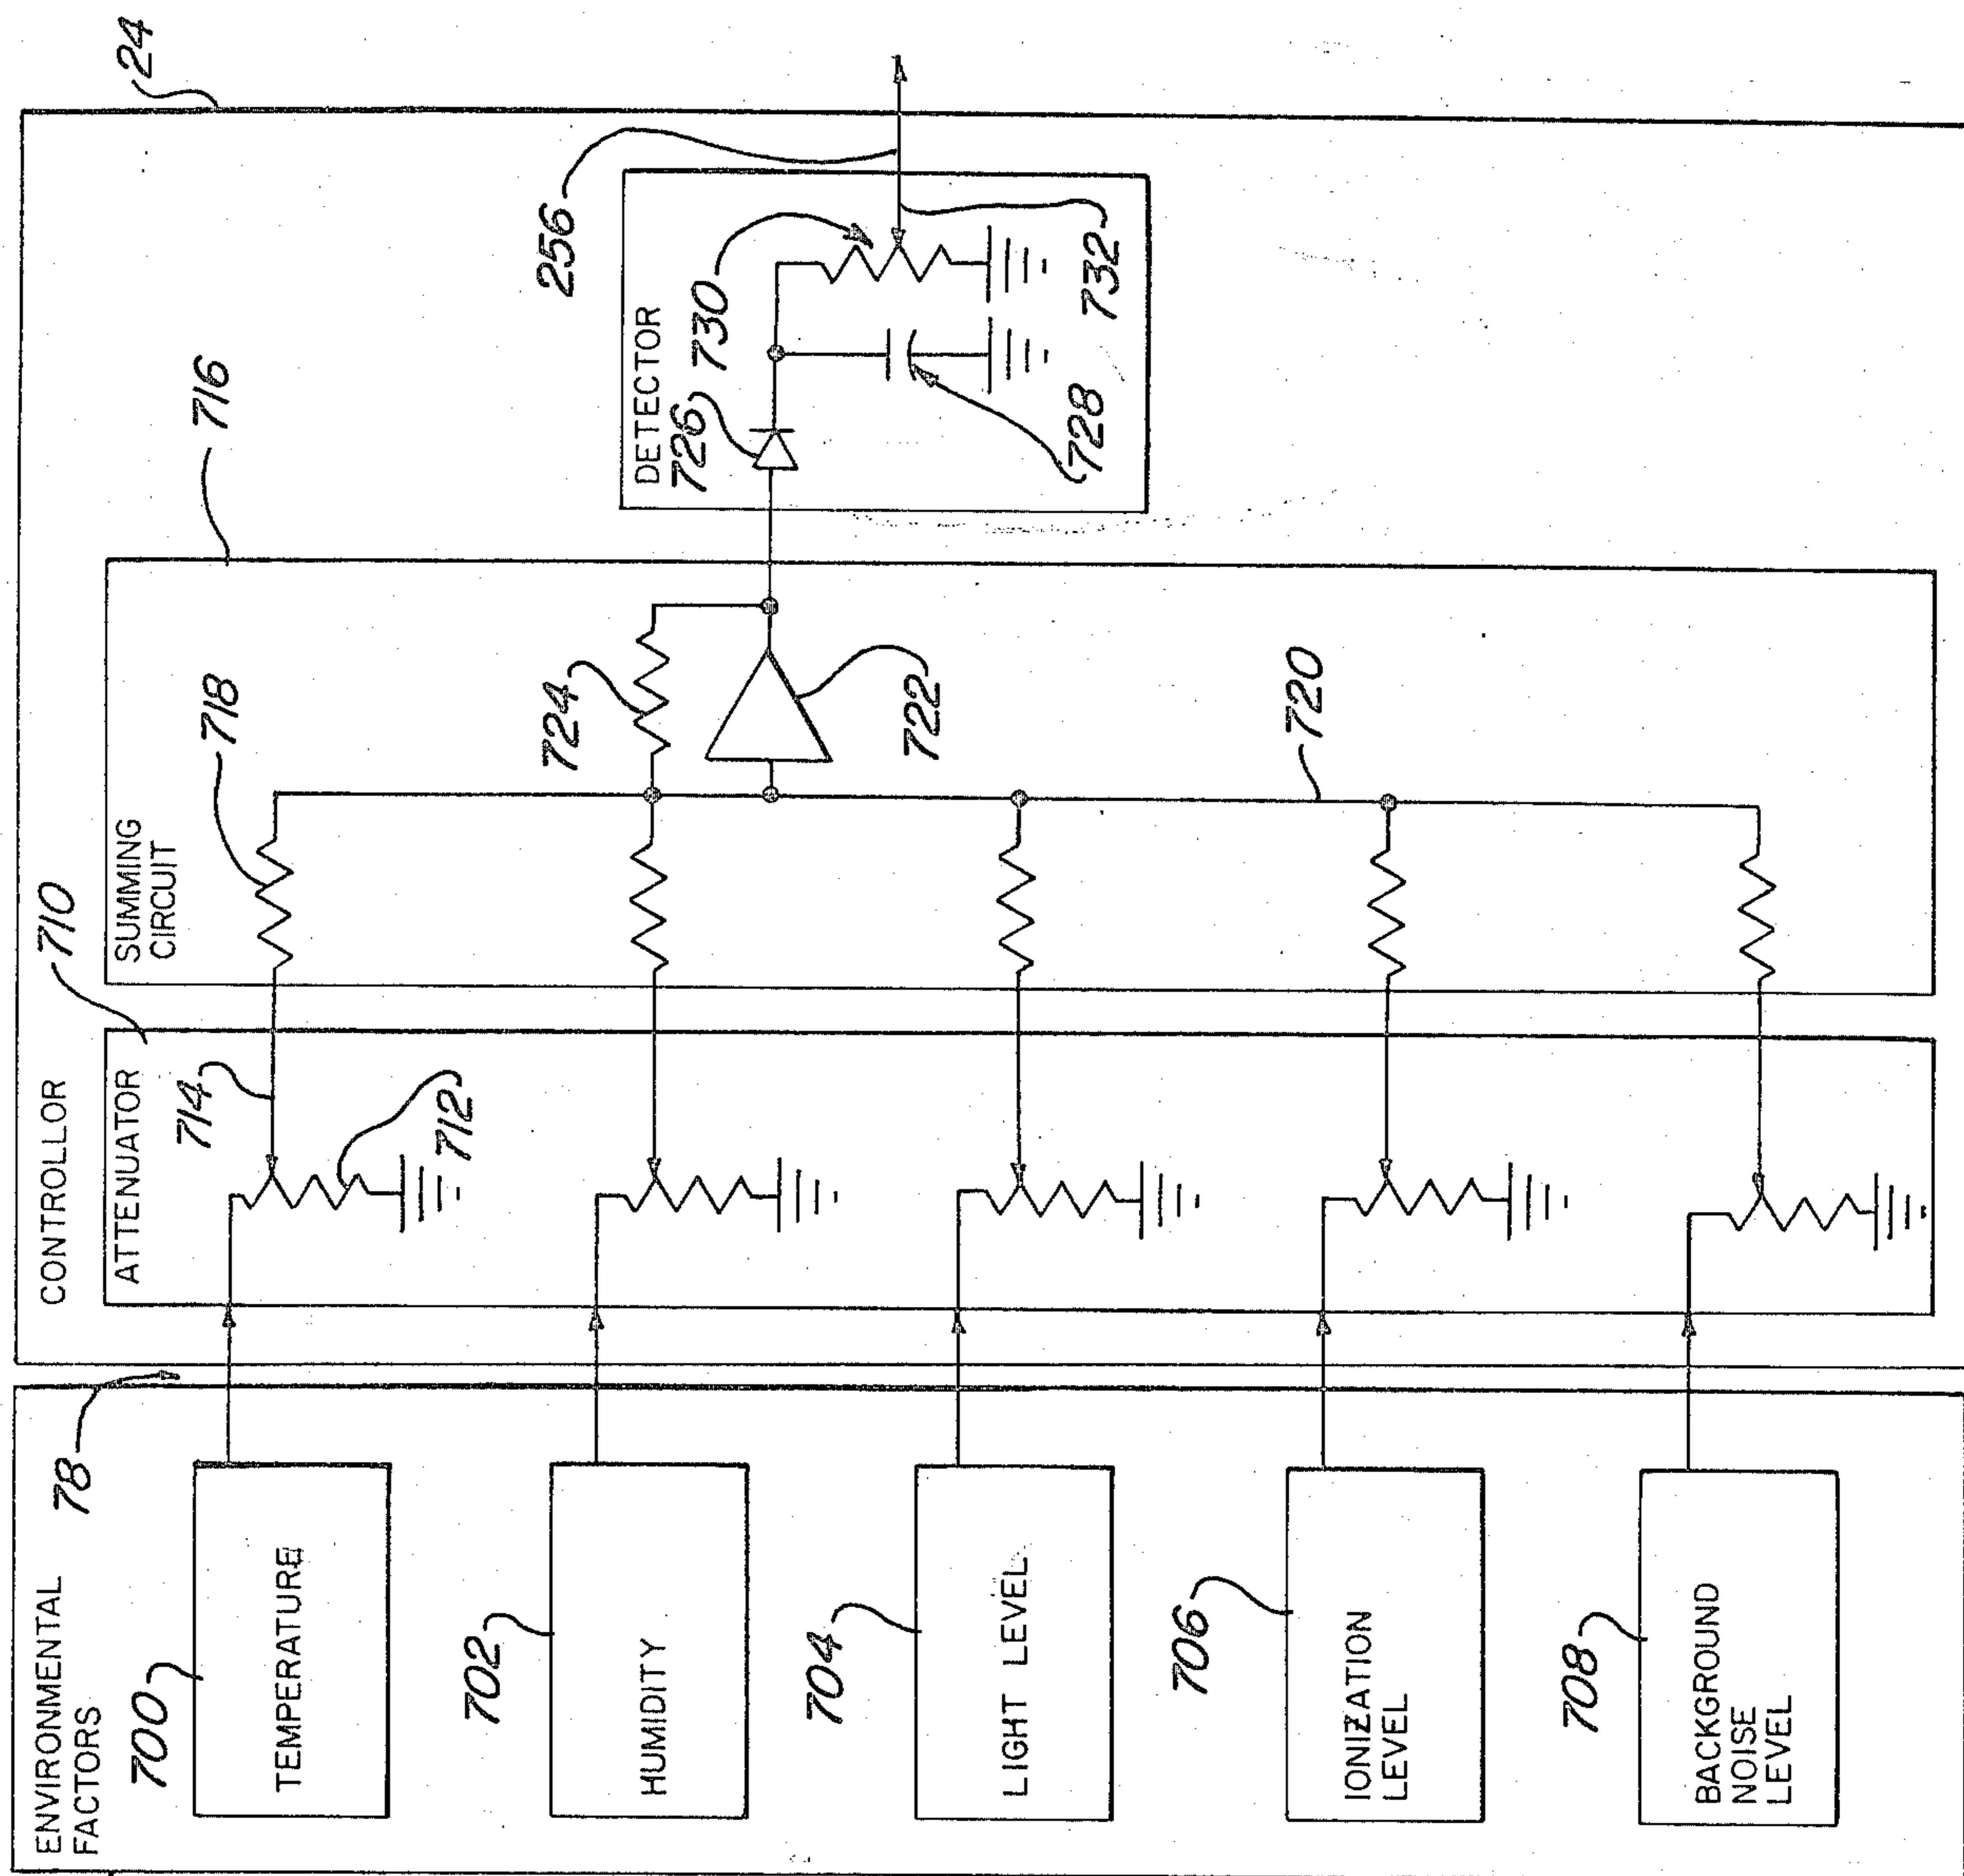 ENVIRONMENTAL
FACTORS
78
700
TEMPERATURE
702
HUMIDITY
704
LIGHT LEVEL
706
IONIZATION
LEVEL
708
BACKGROUND
NOISE
LEVEL
CONTROLLOR
24
ATTENUATOR
710
714
712
SUMMING
CIRCUIT
716
718
724
722
720
DETECTOR
726
730
728
732
256